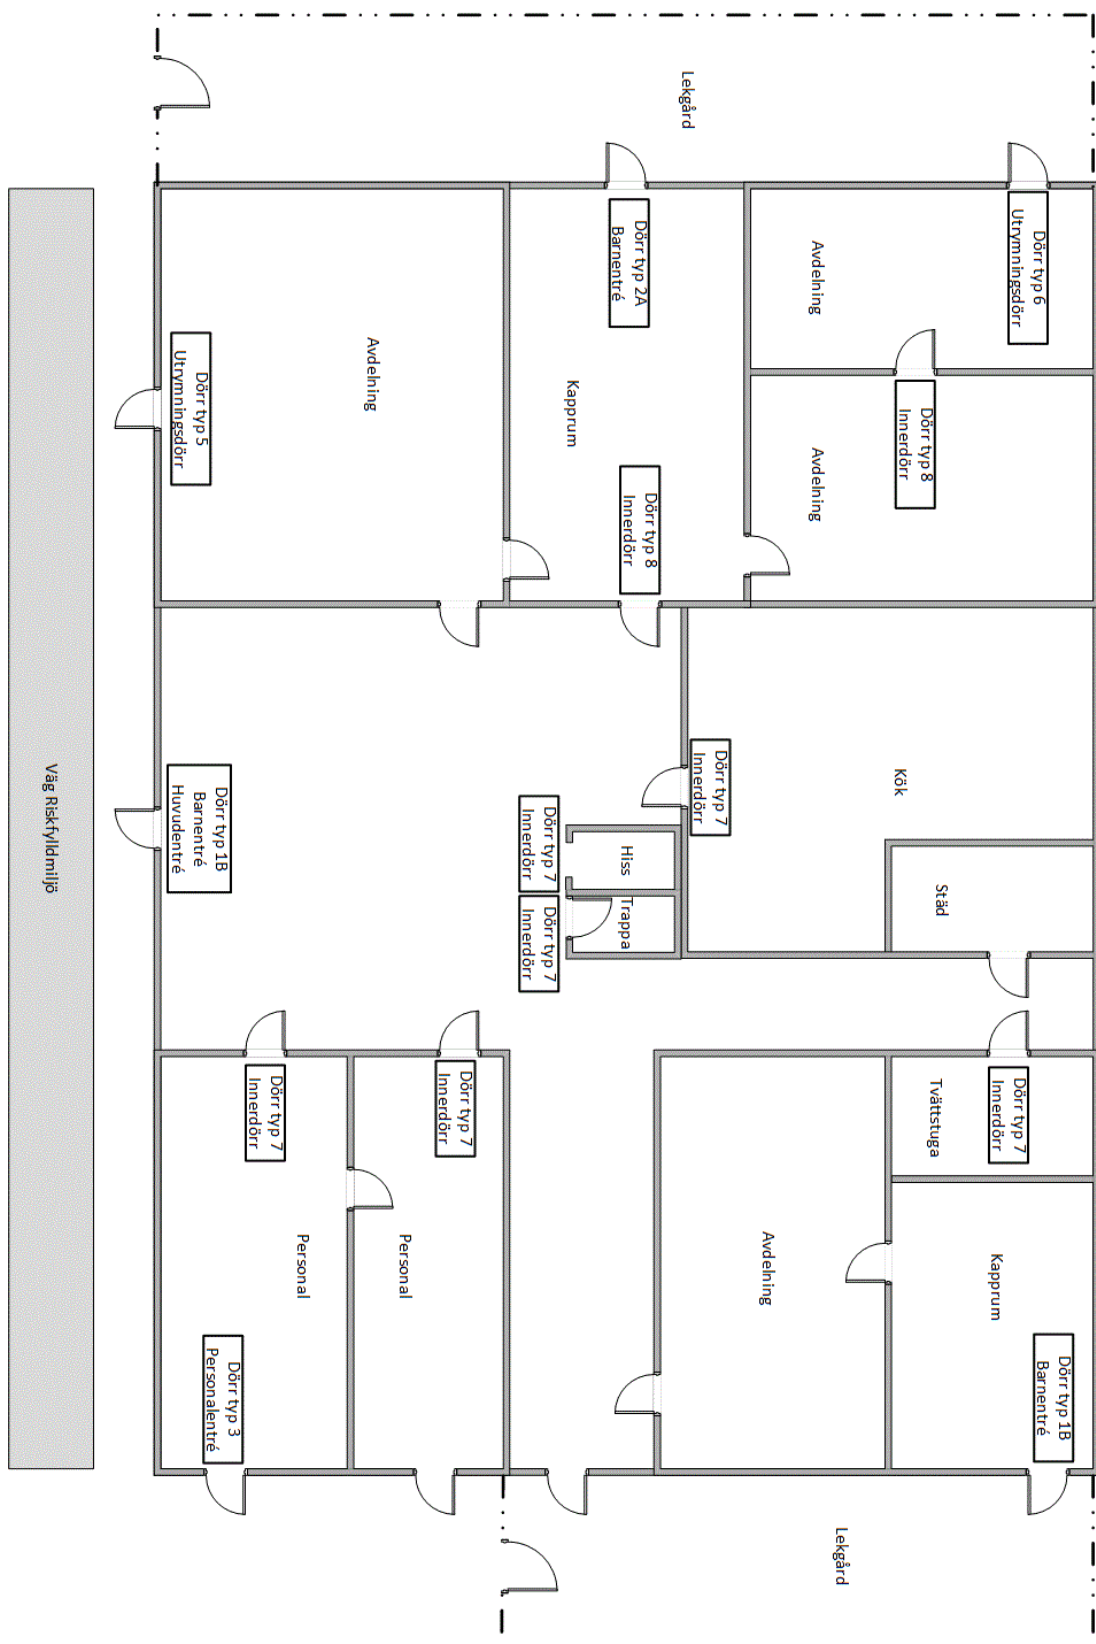 Dörr typ 6
Utrymningsdörr
Dörr typ 1B
Barnentré
Dörr typ 7
Innerdörr
Kapprum
Städ
Tvättstuga
Dörr typ 8
Innerdörr
Kök
Lekgård
Avdelning
Avdelning
Dörr typ 7
Innerdörr
Avdelning
Lekgård
Dörr typ 2A
Barnentré
Dörr typ 8
Innerdörr
Hiss
Trappa
Kapprum
Dörr typ 7
Innerdörr
Dörr typ 7
Innerdörr
Dörr typ 7
Innerdörr
Personal
Avdelning
Personal
Dörr typ 7
Innerdörr
Dörr typ 5
Utrymningsdörr
Dörr typ 1B
Barnentré
Huvudentré
Dörr typ 3
Personalentré
Väg Riskfylldmiljö